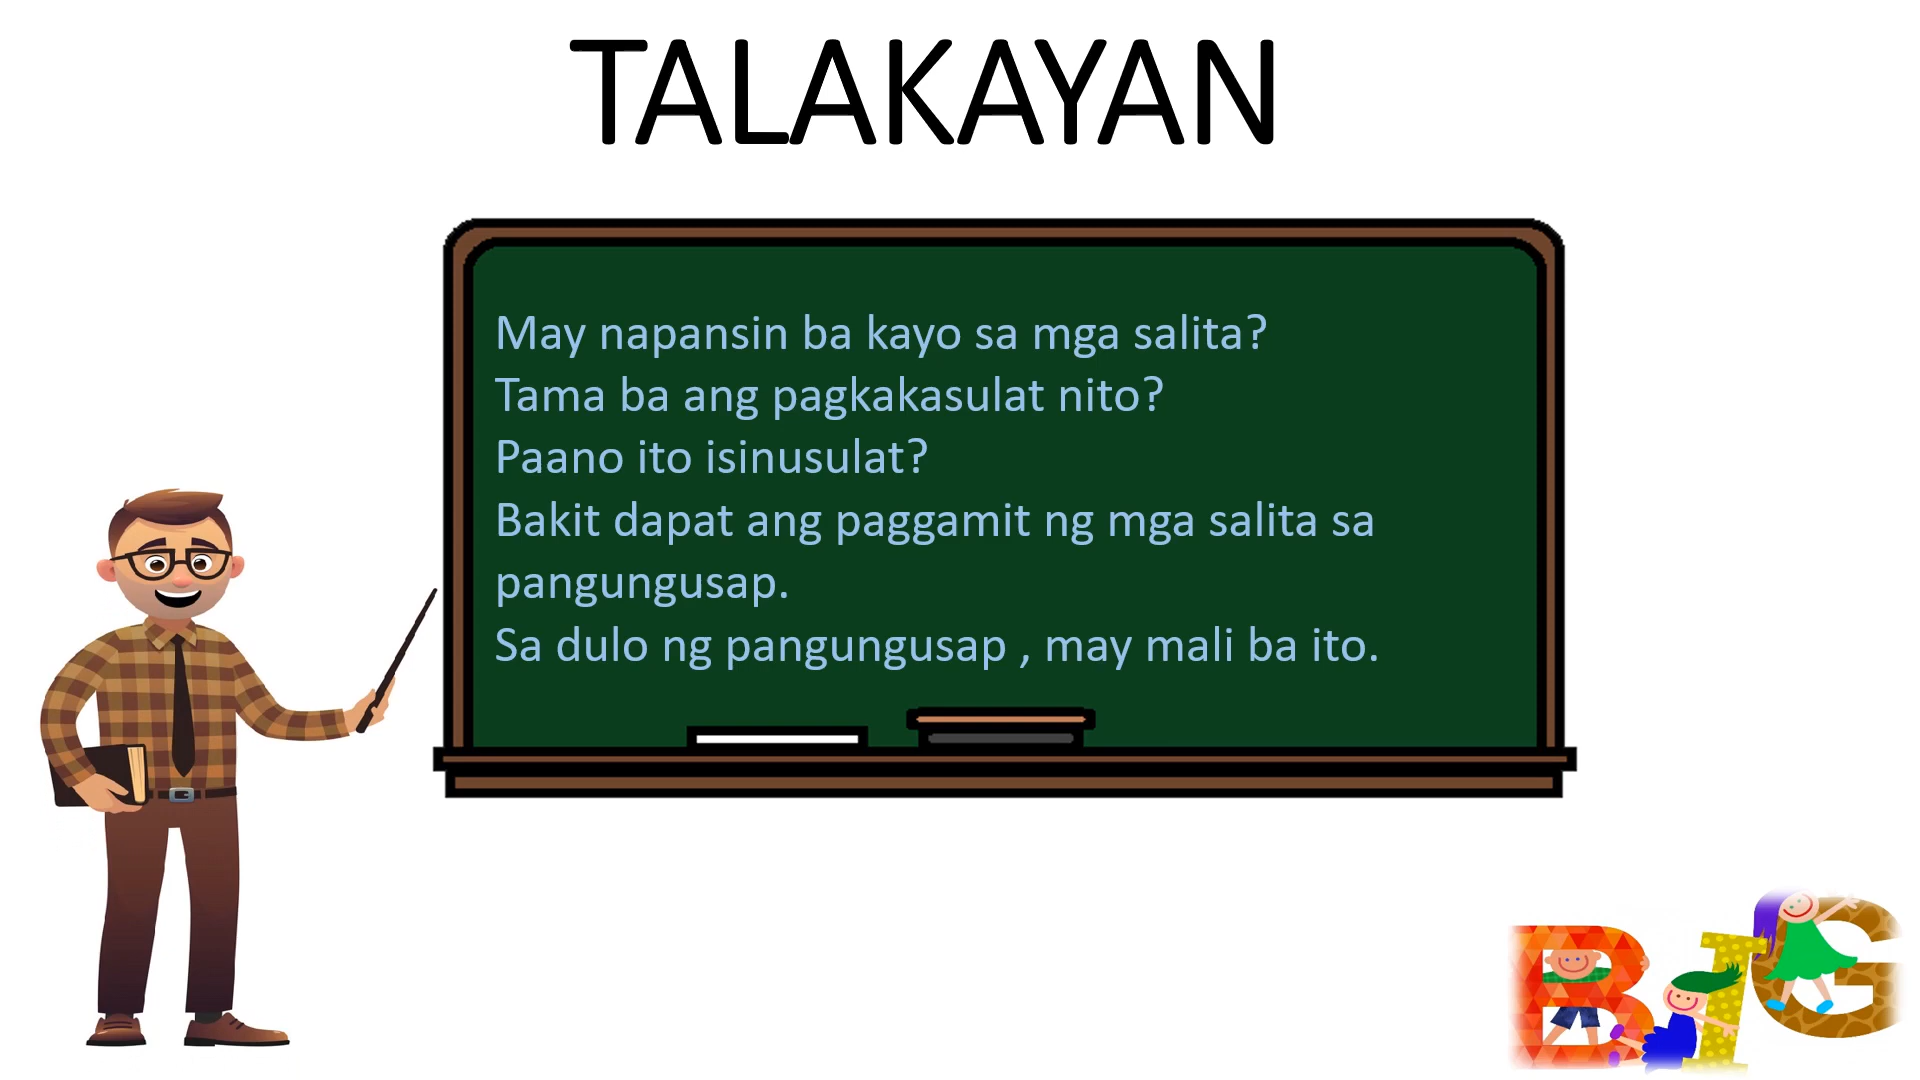 TALAKAYAN
May napansin ba kayo sa mga salita?
Tama ba ang pagkakasulat nito?
Paano ito isinusulat?
Bakit dapat ang paggamit ng mga salita sa
pangungusap.
Sa dulo ng pangungusap , may mali ba ito.
BIG